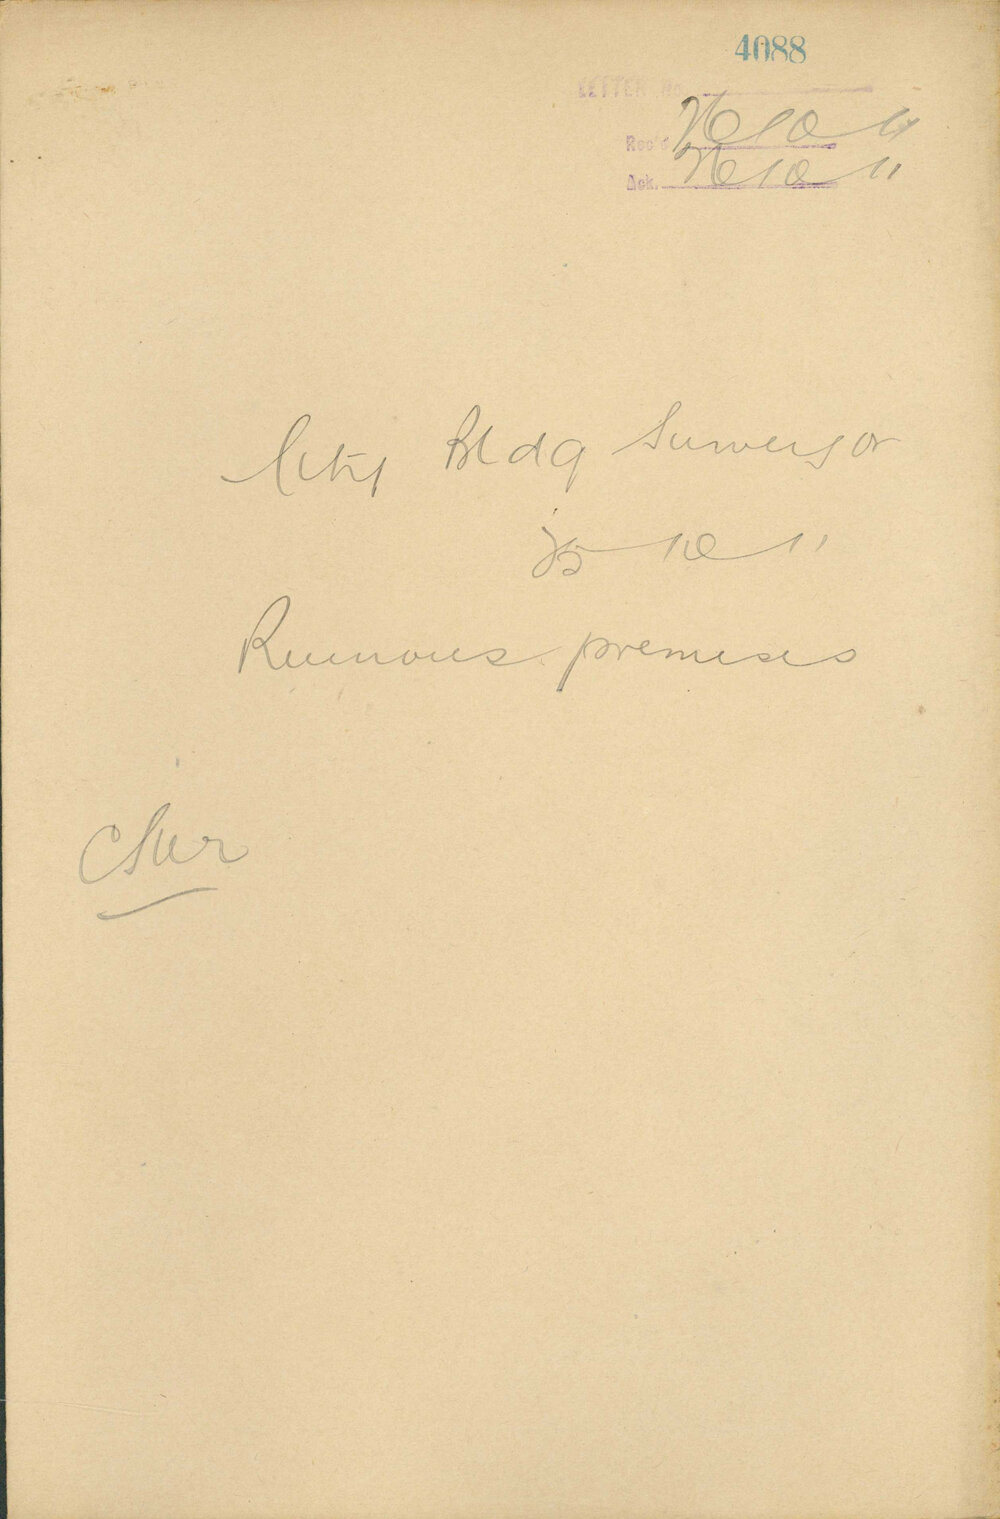 4088
LETTER No.
Rec'd 26 10 11
Ack. 26 10 11
City Bldg Surveyor
25 10 11
Ruinous premises